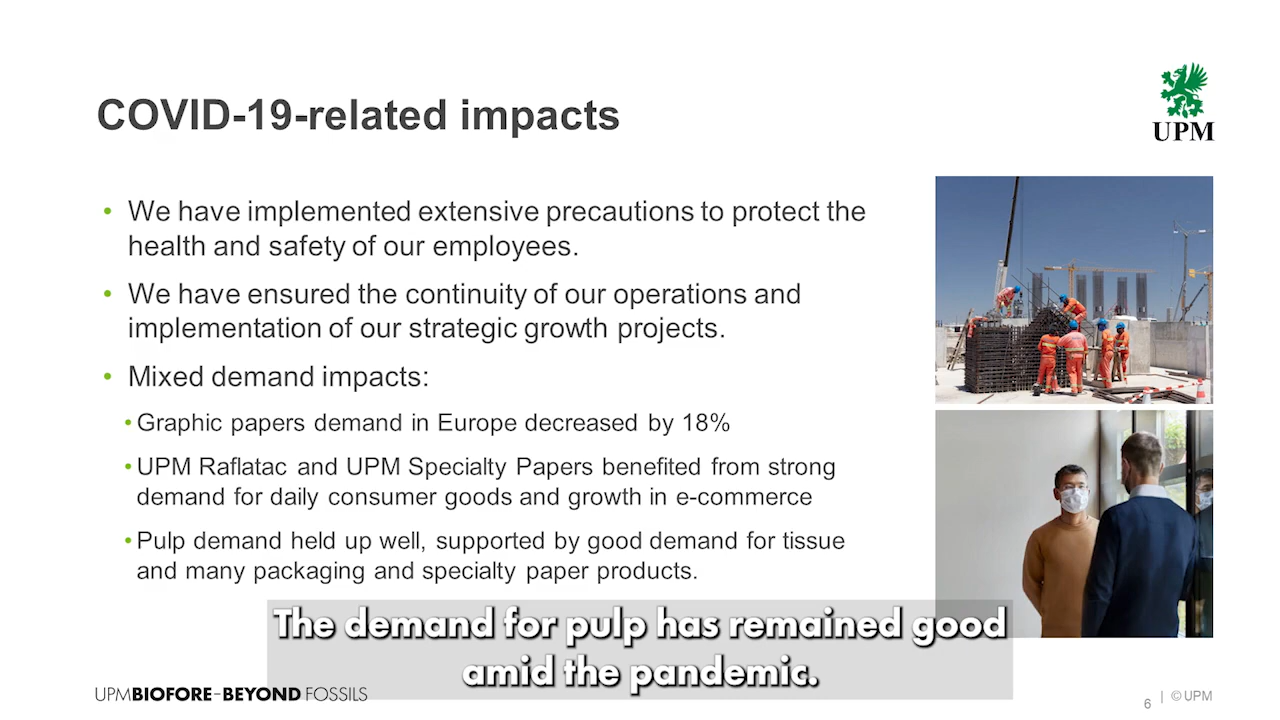 COVID-19-related impacts
UPM
• We have implemented extensive precautions to protect the
health and safety of our employees.
• We have ensured the continuity of our operations and
implementation of our strategic growth projects.
• Mixed demand impacts:
• Graphic papers demand in Europe decreased by 18%
• UPM Raflatac and UPM Specialty Papers benefited from strong
demand for daily consumer goods and growth in e-commerce
• Pulp demand held up well, supported by good demand for tissue
and many packaging and specialty paper products.
The demand for pulp has remained good
amid the pandemic.
UPM BIOFORE–BEYOND FOSSILS
6 | © UPM